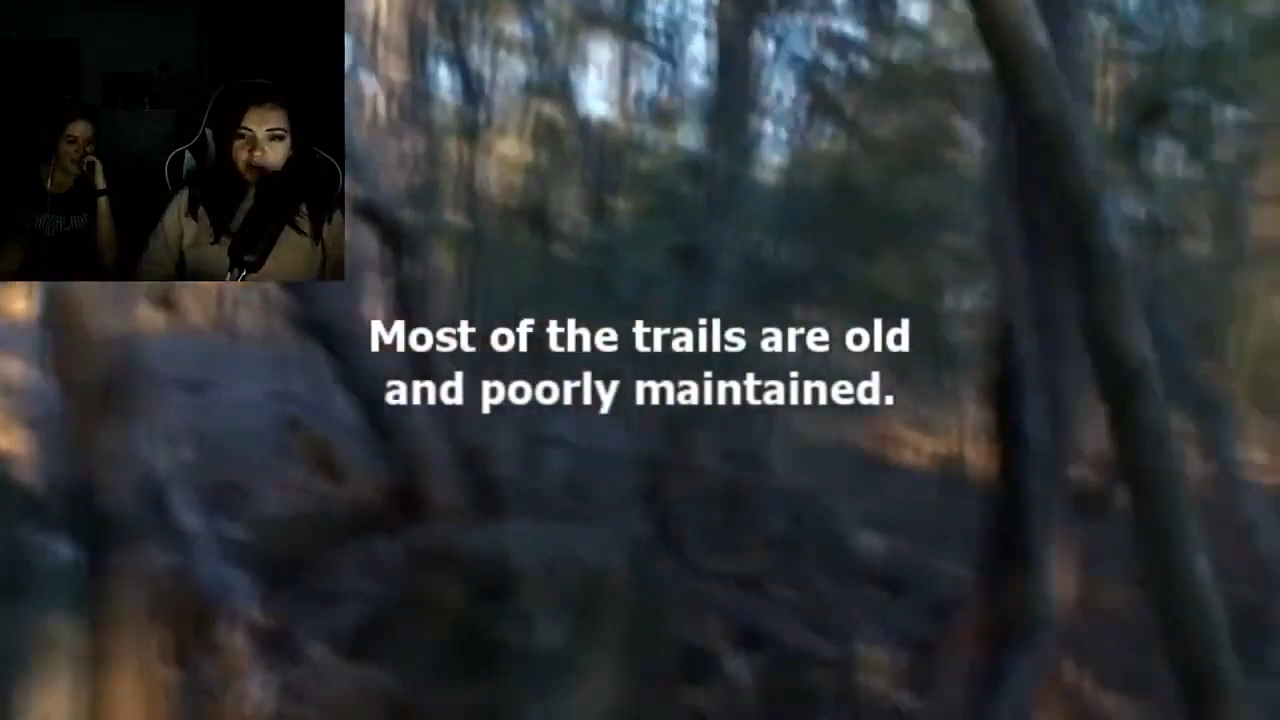 Most of the trails are old
and poorly maintained.